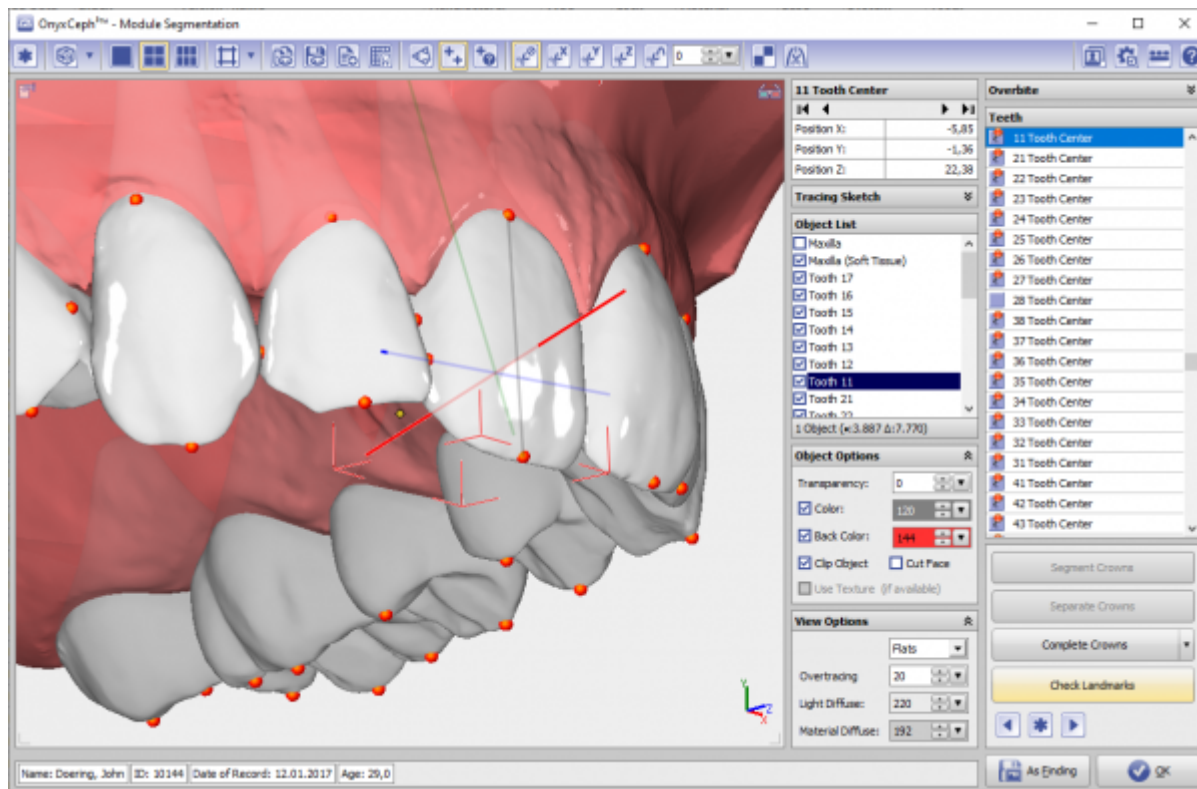 OnyxCeph³™ - Module Segmentation
0
11 Tooth Center
Position X: -5,85
Position Y: -1,36
Position Z: 22,38
Tracing Sketch
Object List
Maxilla
Maxilla (Soft Tissue)
Tooth 17
Tooth 16
Tooth 15
Tooth 14
Tooth 13
Tooth 12
Tooth 11
Tooth 21
Tooth 22
1 Object (•:3.887 Δ:7.770)
Object Options
Transparency: 0
Color: 120
Back Color: 144
Clip Object Cut Face
Use Texture (if available)
View Options
Flats
Overtracing 20
Light Diffuse: 220
Material Diffuse: 192
Overbite
Teeth
11 Tooth Center
21 Tooth Center
22 Tooth Center
23 Tooth Center
24 Tooth Center
25 Tooth Center
26 Tooth Center
27 Tooth Center
28 Tooth Center
38 Tooth Center
37 Tooth Center
36 Tooth Center
35 Tooth Center
34 Tooth Center
33 Tooth Center
32 Tooth Center
31 Tooth Center
41 Tooth Center
42 Tooth Center
43 Tooth Center
Segment Crowns
Separate Crowns
Complete Crowns
Check Landmarks
Y
Z
X
Name: Doering, John ID: 10144 Date of Record: 12.01.2017 Age: 29,0
As Finding OK